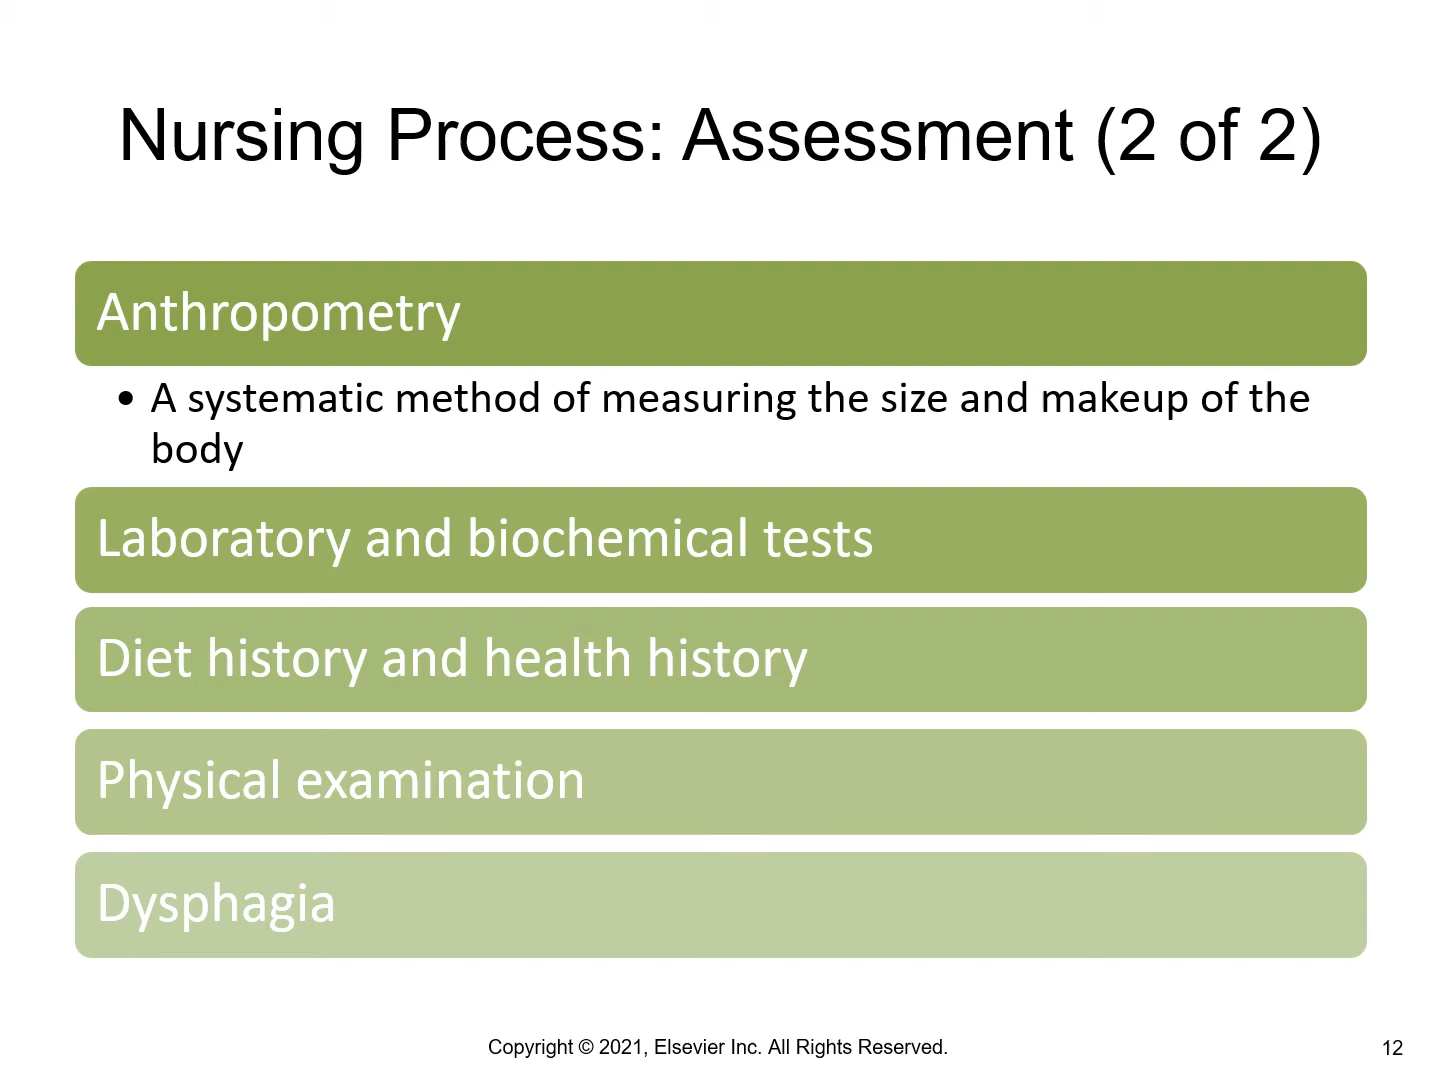 Nursing Process: Assessment (2 of 2)
Anthropometry
• A systematic method of measuring the size and makeup of the
body
Laboratory and biochemical tests
Diet history and health history
Physical examination
Dysphagia
Copyright © 2021, Elsevier Inc. All Rights Reserved.
12